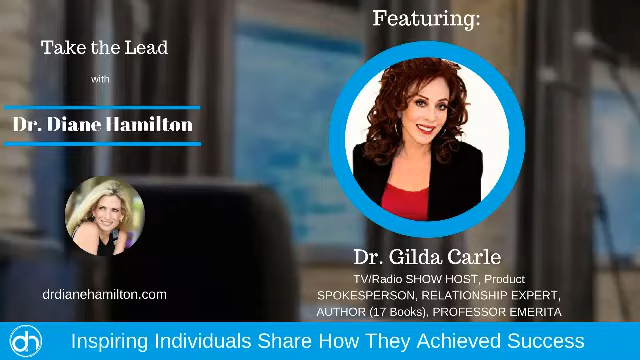 Take the Lead
with
Dr. Diane Hamilton
drdianehamilton.com
Featuring:
Dr. Gilda Carle
TV/Radio SHOW HOST, Product
SPOKESPERSON, RELATIONSHIP EXPERT,
AUTHOR (17 Books), PROFESSOR EMERITA
dh
Inspiring Individuals Share How They Achieved Success